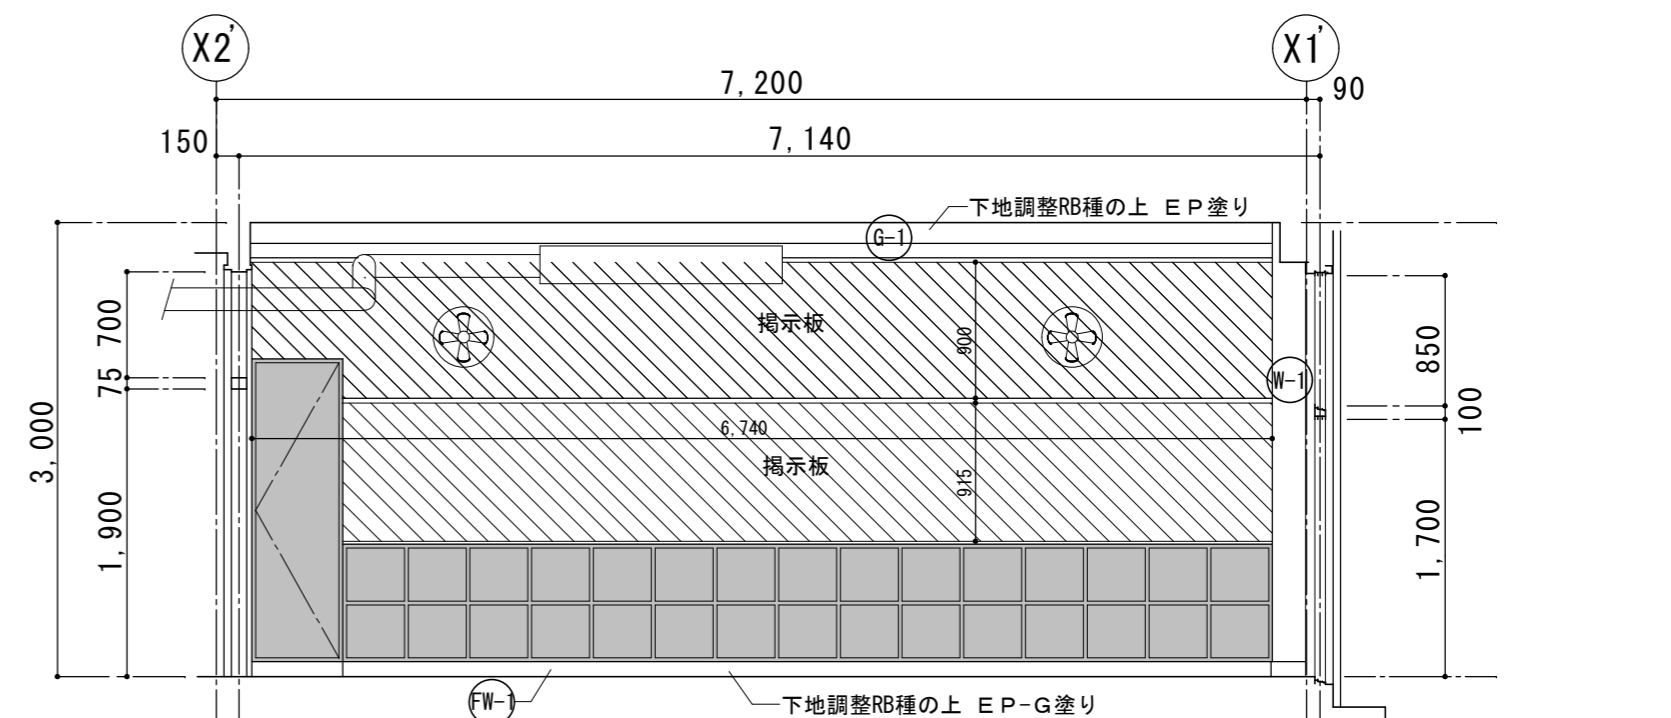 X2'
X1'
7,200
90
150
7,140
下地調整RB種の上 ＥＰ塗り
G-1
700
掲示板
900
850
75
W-1
100
3,000
6,740
掲示板
915
1,900
1,700
FW-1
下地調整RB種の上 ＥＰ-Ｇ塗り